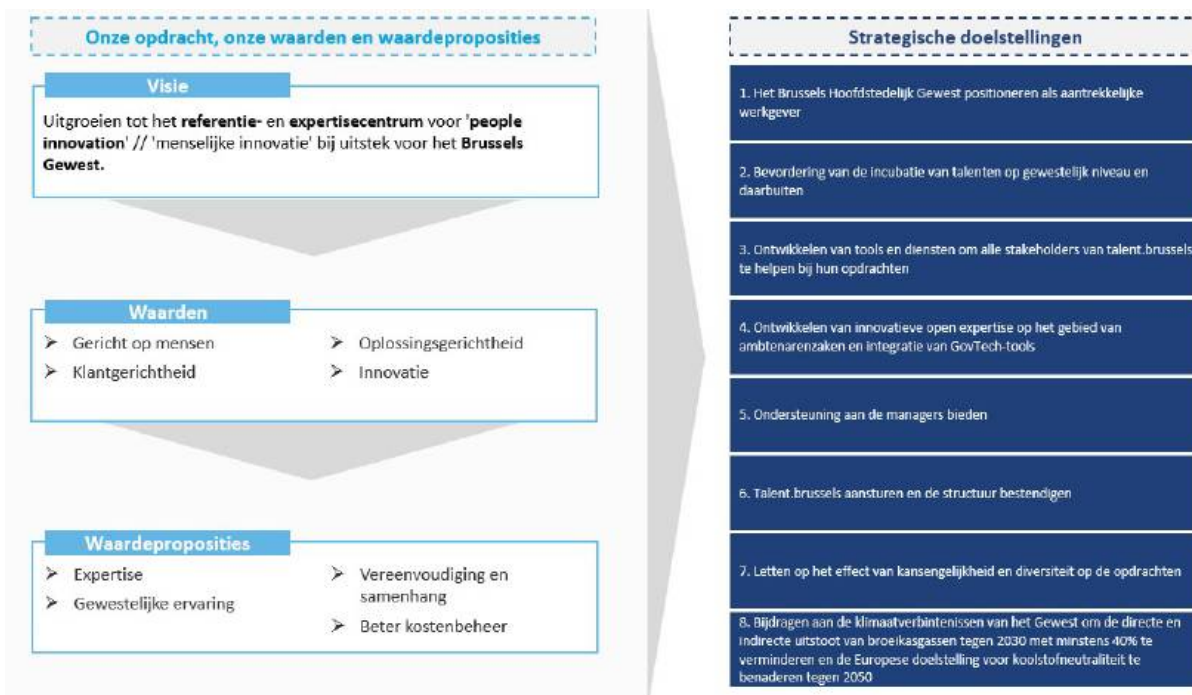 Onze opdracht, onze waarden en waardeproposities
Visie
Uitgroeien tot het referentie- en expertisecentrum voor 'people
innovation' // 'menselijke innovatie' bij uitstek voor het Brussels
Gewest.
Waarden
➢ Gericht op mensen
➢ Klantgerichtheid
➢ Oplossingsgerichtheid
➢ Innovatie
Waardeproposities
➢ Expertise
➢ Gewestelijke ervaring
➢ Vereenvoudiging en
samenhang
➢ Beter kostenbeheer
Strategische doelstellingen
1. Het Brussels Hoofdstedelijk Gewest positioneren als aantrekkelijke
werkgever
2. Bevordering van de incubatie van talenten op gewestelijk niveau en
daarbuiten
3. Ontwikkelen van tools en diensten om alle stakeholders van talent.brussels
te helpen bij hun opdrachten
4. Ontwikkelen van innovatieve open expertise op het gebied van
ambtenarenzaken en integratie van GovTech-tools
5. Ondersteuning aan de managers bieden
6. Talent.brussels aansturen en de structuur bestendigen
7. Letten op het effect van kansengelijkheid en diversiteit op de opdrachten
8. Bijdragen aan de klimaatverbintenissen van het Gewest om de directe en
indirecte uitstoot van broeikasgassen tegen 2030 met minstens 40% te
verminderen en de Europese doelstelling voor koolstofneutraliteit te
benaderen tegen 2050